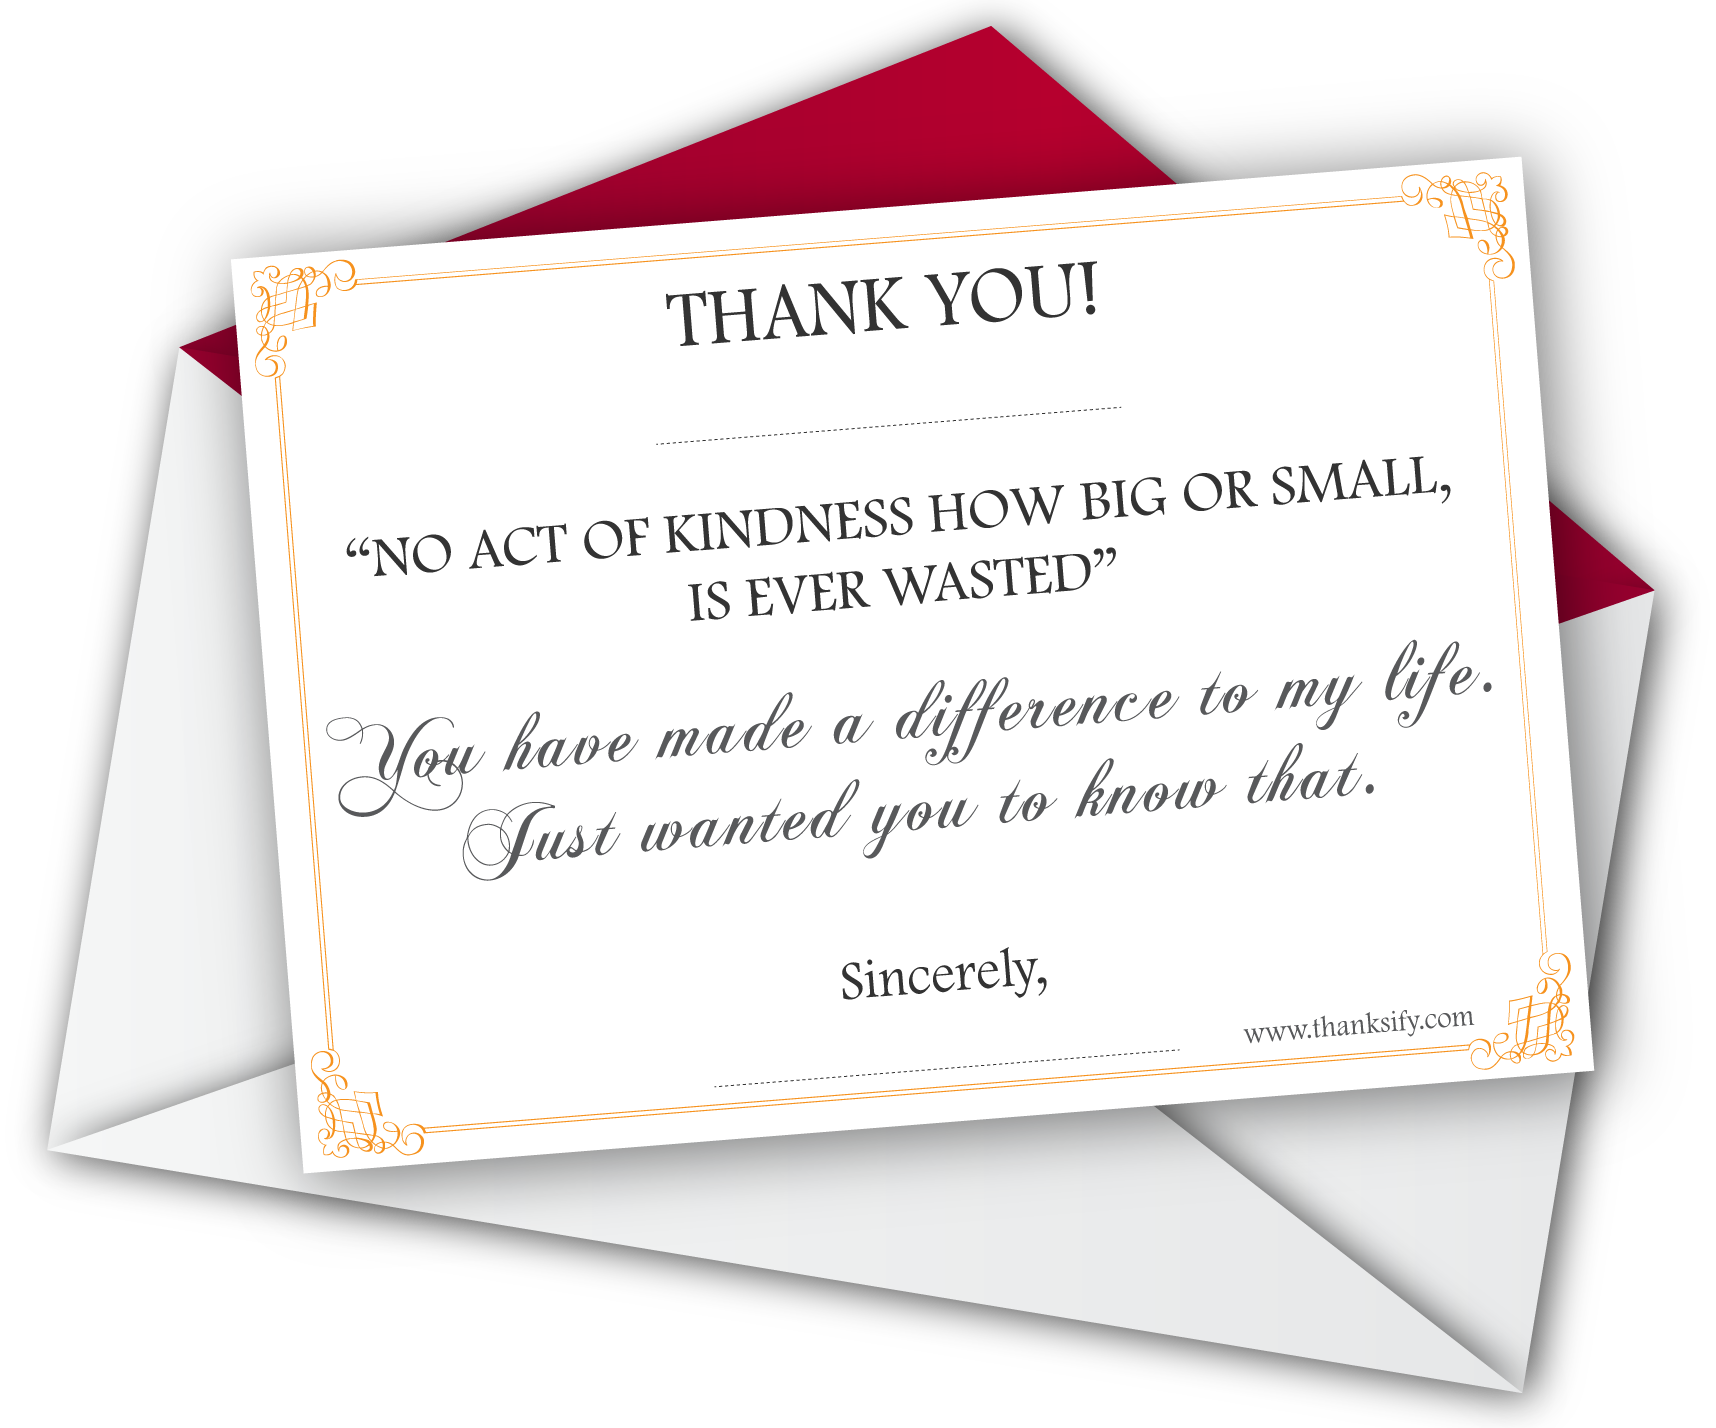 THANK YOU!
“NO ACT OF KINDNESS HOW BIG OR SMALL,
IS EVER WASTED”
You have made a difference to my life.
Just wanted you to know that.
Sincerely,
www.thanksify.com